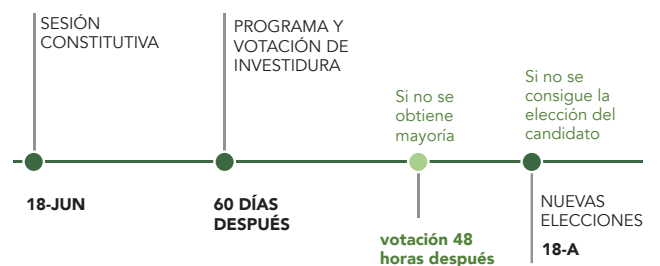 SESIÓN
CONSTITUTIVA
18-JUN
PROGRAMA Y
VOTACIÓN DE
INVESTIDURA
60 DÍAS
DESPUÉS
Si no se
obtiene
mayoría
votación 48
horas después
Si no se
consigue la
elección del
candidato
NUEVAS
ELECCIONES
18-A